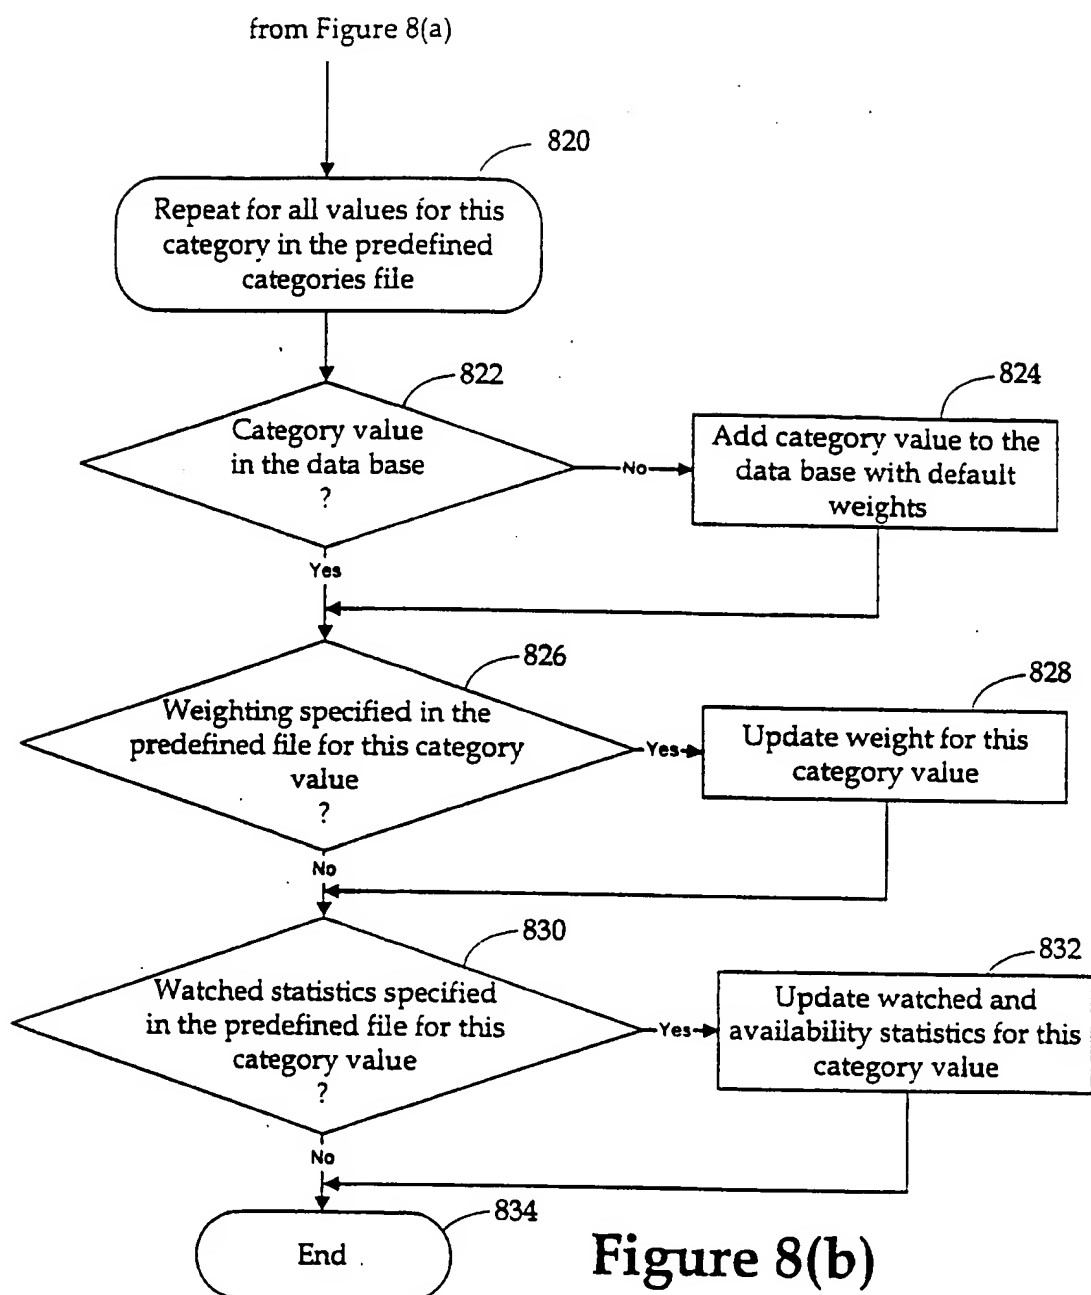 from Figure 8(a)
820
Repeat for all values for this
category in the predefined
categories file
822
Category value
in the data base
?
No
824
Add category value to the
data base with default
weights
Yes
826
Weighting specified in the
predefined file for this category
value
?
Yes
828
Update weight for this
category value
No
830
Watched statistics specified
in the predefined file for this
category value
?
Yes
832
Update watched and
availability statistics for this
category value
No
834
End
Figure 8(b)